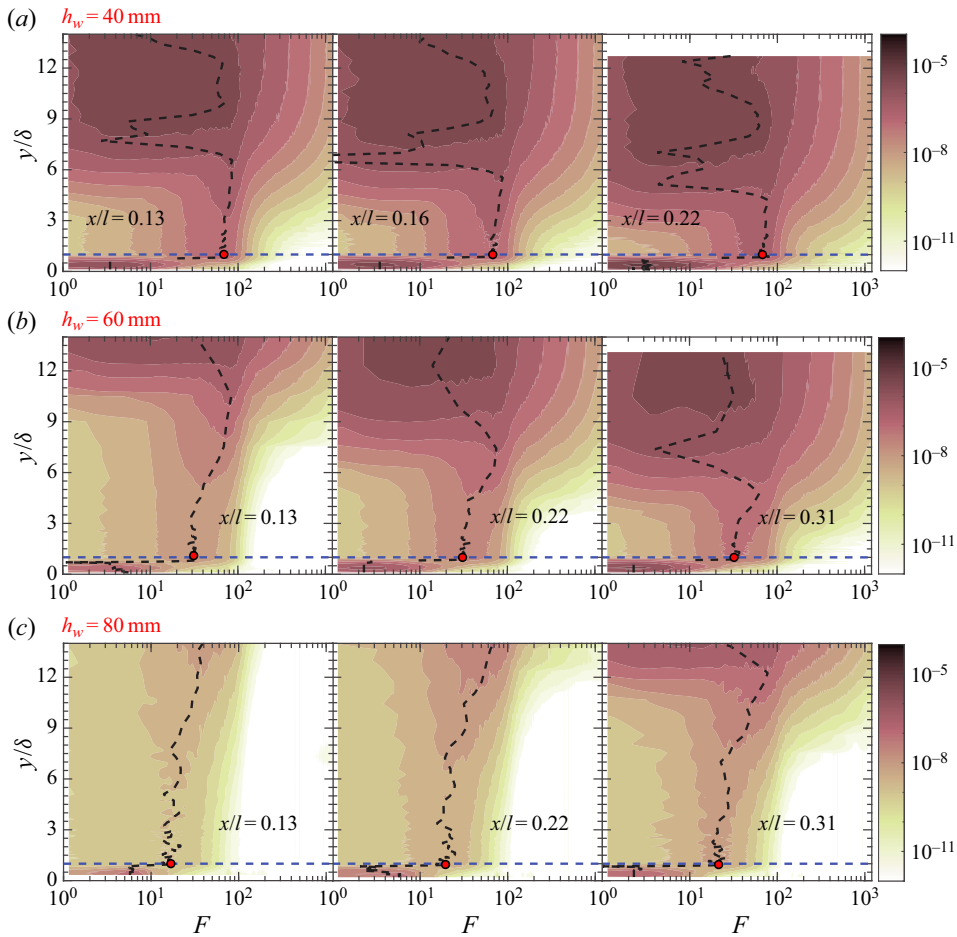 (a) h_w = 40 mm
y/δ
12
9
6
3
0
x/l = 0.13
x/l = 0.16
x/l = 0.22
10^0 10^1 10^2 10^0 10^1 10^2 10^0 10^1 10^2 10^3
10^-5
10^-8
10^-11
(b) h_w = 60 mm
y/δ
12
9
6
3
0
x/l = 0.13
x/l = 0.22
x/l = 0.31
10^0 10^1 10^2 10^0 10^1 10^2 10^0 10^1 10^2 10^3
10^-5
10^-8
10^-11
(c) h_w = 80 mm
y/δ
12
9
6
3
0
x/l = 0.13
x/l = 0.22
x/l = 0.31
10^0 10^1 10^2 10^0 10^1 10^2 10^0 10^1 10^2 10^3
10^-5
10^-8
10^-11
F F F